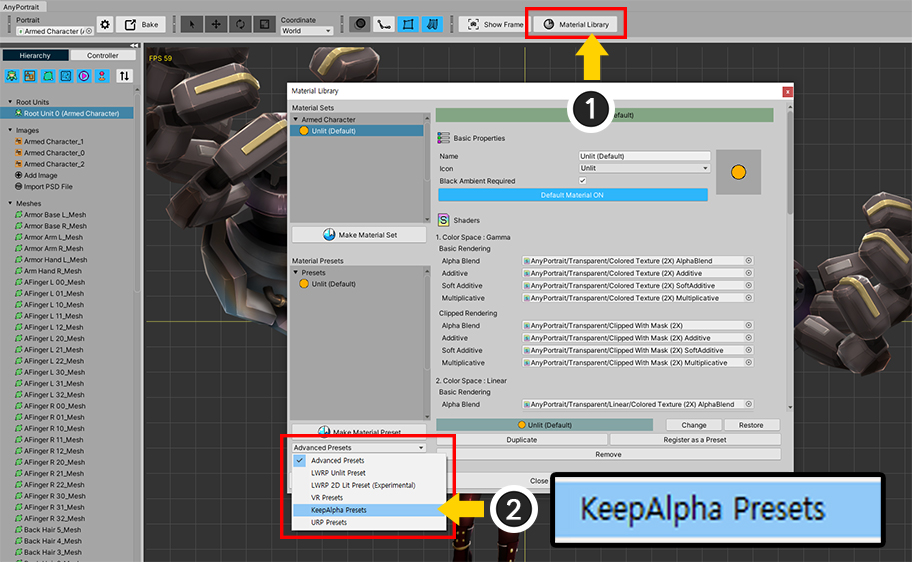 AnyPortrait
Portrait
Armed Character (A
Bake
Coordinate
World
Show Frame
Material Library
1
Hierarchy
Controller
Root Units
Root Unit 0 (Armed Character)
Images
Armed Character_1
Armed Character_0
Armed Character_2
Add Image
Import PSD File
Meshes
Armor Base L_Mesh
Armor Base R_Mesh
Armor Arm L_Mesh
Armor Arm R_Mesh
Armor Hand L_Mesh
Arm Hand R_Mesh
AFinger L 00_Mesh
AFinger L 01_Mesh
AFinger L 10_Mesh
AFinger L 11_Mesh
AFinger L 12_Mesh
AFinger L 20_Mesh
AFinger L 21_Mesh
AFinger L 22_Mesh
AFinger L 30_Mesh
AFinger L 31_Mesh
AFinger L 32_Mesh
AFinger R 00_Mesh
AFinger R 01_Mesh
AFinger R 10_Mesh
AFinger R 11_Mesh
AFinger R 12_Mesh
AFinger R 20_Mesh
AFinger R 21_Mesh
AFinger R 22_Mesh
AFinger R 30_Mesh
AFinger R 31_Mesh
AFinger R 32_Mesh
Back Hair 5_Mesh
Back Hair 4_Mesh
Back Hair 3_Mesh
FPS 59
Material Library
x
Material Sets
Armed Character
Unlit (Default)
Make Material Set
Material Presets
Presets
Unlit (Default)
Make Material Preset
Advanced Presets
Advanced Presets
LWRP Unlit Preset
LWRP 2D Lit Preset (Experimental)
VR Presets
KeepAlpha Presets
URP Presets
efault)
Basic Properties
Name
Unlit (Default)
Icon
Unlit
Black Ambient Required
Default Material ON
S
Shaders
1. Color Space : Gamma
Basic Rendering
Alpha Blend
AnyPortrait/Transparent/Colored Texture (2X) AlphaBlend
Additive
AnyPortrait/Transparent/Colored Texture (2X) Additive
Soft Additive
AnyPortrait/Transparent/Colored Texture (2X) SoftAdditive
Multiplicative
AnyPortrait/Transparent/Colored Texture (2X) Multiplicative
Clipped Rendering
Alpha Blend
AnyPortrait/Transparent/Clipped With Mask (2X)
Additive
AnyPortrait/Transparent/Clipped With Mask (2X) Additive
Soft Additive
AnyPortrait/Transparent/Clipped With Mask (2X) SoftAdditive
Multiplicative
AnyPortrait/Transparent/Clipped With Mask (2X) Multiplicative
2. Color Space : Linear
Basic Rendering
Alpha Blend
AnyPortrait/Transparent/Linear/Colored Texture (2X) AlphaBlend
Unlit (Default)
Change
Restore
Duplicate
Register as a Preset
Remove
Close
2
KeepAlpha Presets